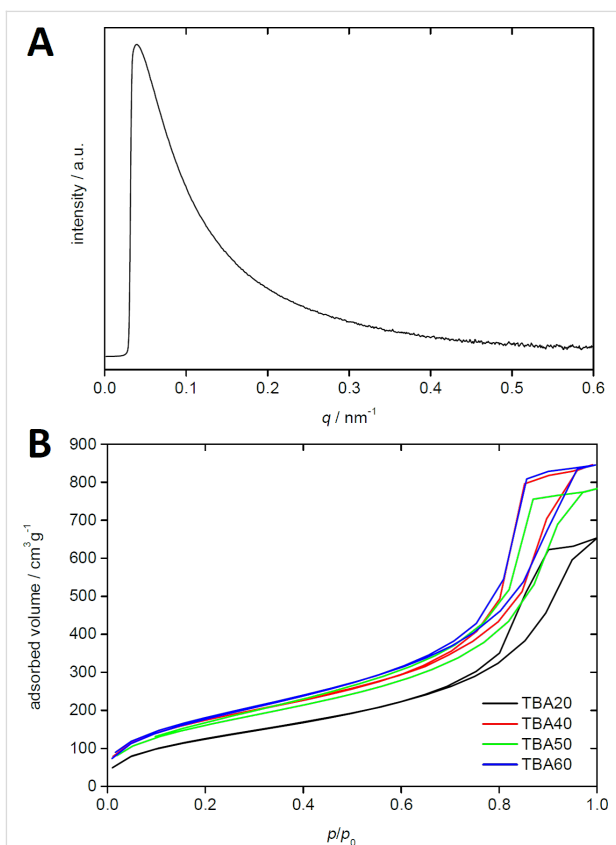 A
intensity / a.u.
0.0 0.1 0.2 0.3 0.4 0.5 0.6
q / nm⁻¹
B
900
800
700
600
500
400
300
200
100
0
adsorbed volume / cm³g⁻¹
TBA20
TBA40
TBA50
TBA60
0.0 0.2 0.4 0.6 0.8 1.0
p/p₀